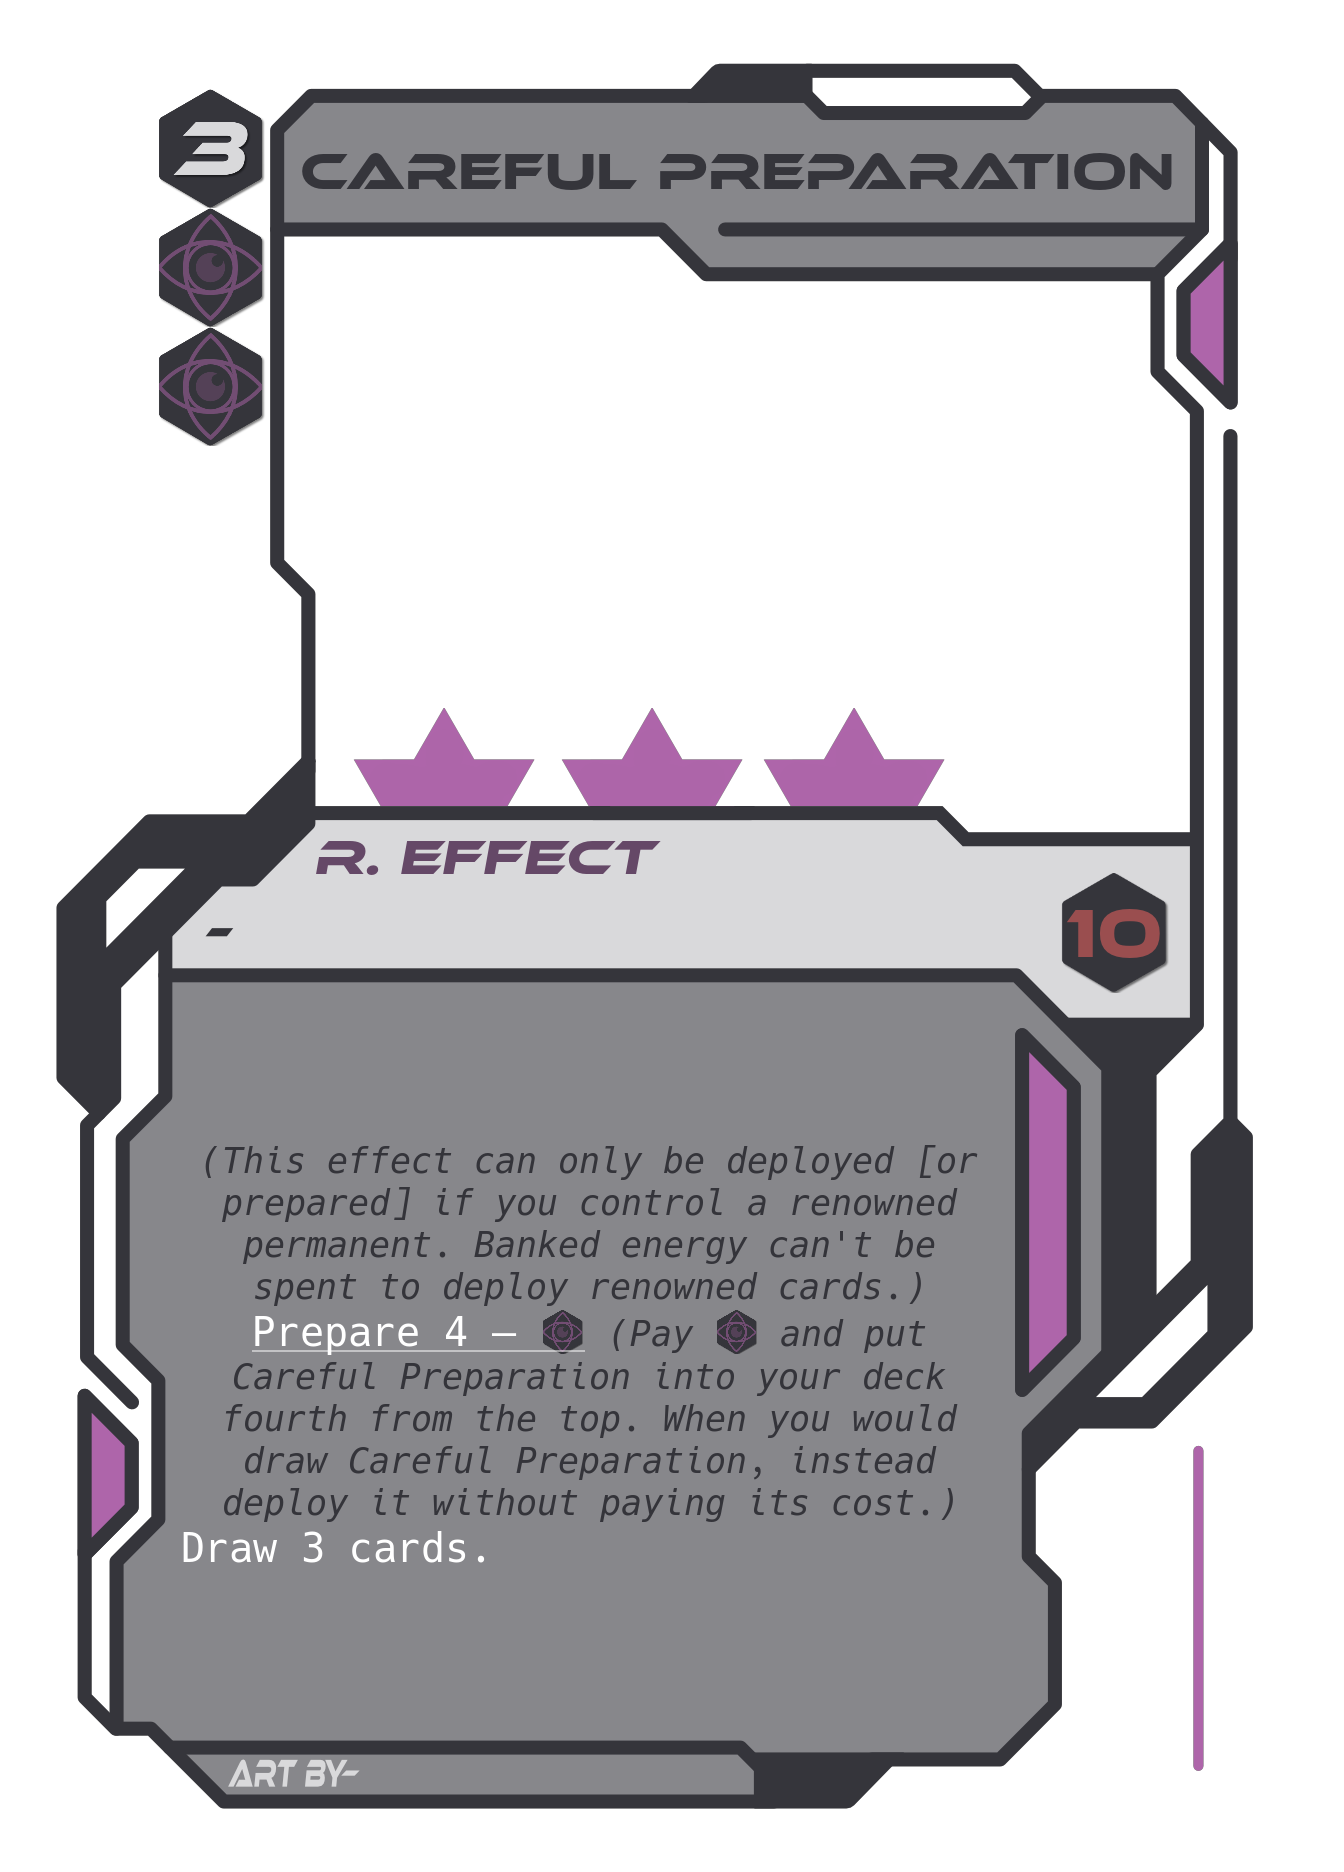 3
CAREFUL PREPARATION
R. EFFECT
-
10
(This effect can only be deployed [or
prepared] if you control a renowned
permanent. Banked energy can't be
spent to deploy renowned cards.)
Prepare 4 — (Pay and put
Careful Preparation into your deck
fourth from the top. When you would
draw Careful Preparation, instead
deploy it without paying its cost.)
Draw 3 cards.
ART BY-